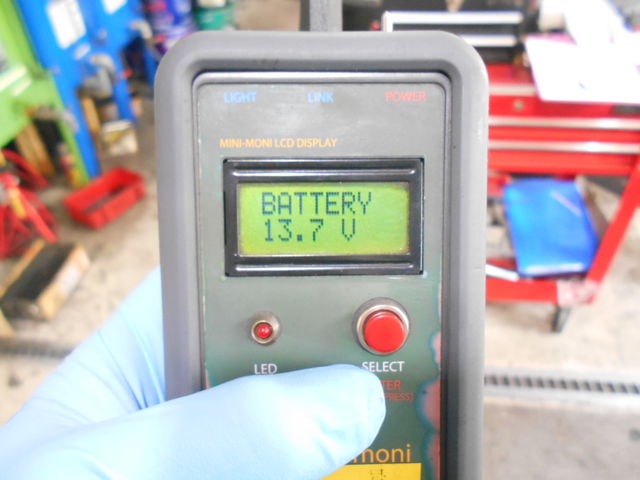 LIGHT LINK POWER
MINI-MONI LCD DISPLAY
BATTERY
13.7 V
LED SELECT
moni